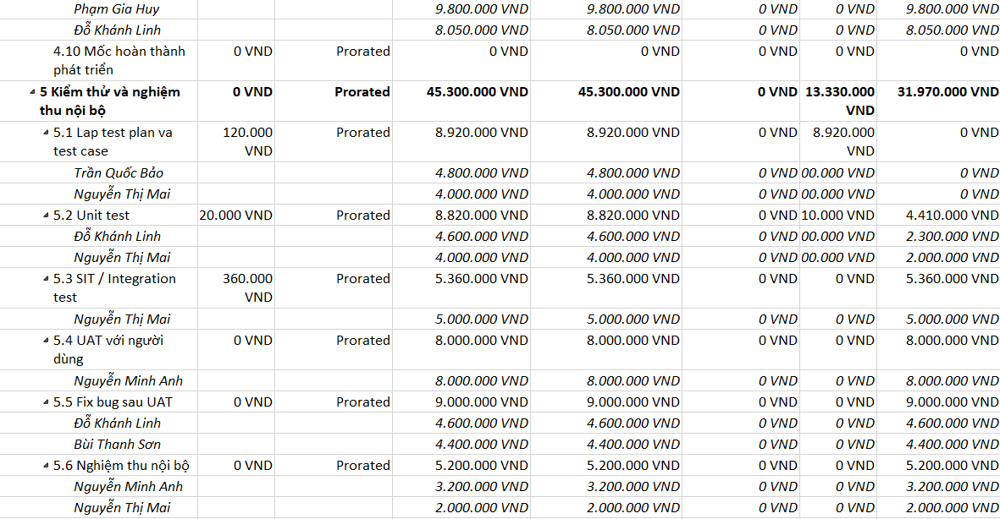 Phạm Gia Huy 9.800.000 VND 9.800.000 VND 0 VND 0 VND 9.800.000 VND
Đỗ Khánh Linh 8.050.000 VND 8.050.000 VND 0 VND 0 VND 8.050.000 VND
4.10 Mốc hoàn thành 0 VND Prorated 0 VND 0 VND 0 VND 0 VND 0 VND
phát triển
5 Kiểm thử và nghiệm 0 VND Prorated 45.300.000 VND 45.300.000 VND 0 VND 13.330.000 31.970.000 VND
thu nội bộ VND
5.1 Lap test plan va 120.000 Prorated 8.920.000 VND 8.920.000 VND 0 VND 8.920.000 0 VND
test case VND VND
Trần Quốc Bảo 4.800.000 VND 4.800.000 VND 0 VND 00.000 VND 0 VND
Nguyễn Thị Mai 4.000.000 VND 4.000.000 VND 0 VND 00.000 VND 0 VND
5.2 Unit test 20.000 VND Prorated 8.820.000 VND 8.820.000 VND 0 VND 10.000 VND 4.410.000 VND
Đỗ Khánh Linh 4.600.000 VND 4.600.000 VND 0 VND 00.000 VND 2.300.000 VND
Nguyễn Thị Mai 4.000.000 VND 4.000.000 VND 0 VND 00.000 VND 2.000.000 VND
5.3 SIT / Integration 360.000 Prorated 5.360.000 VND 5.360.000 VND 0 VND 0 VND 5.360.000 VND
test VND
Nguyễn Thị Mai 5.000.000 VND 5.000.000 VND 0 VND 0 VND 5.000.000 VND
5.4 UAT với người 0 VND Prorated 8.000.000 VND 8.000.000 VND 0 VND 0 VND 8.000.000 VND
dùng
Nguyễn Minh Anh 8.000.000 VND 8.000.000 VND 0 VND 0 VND 8.000.000 VND
5.5 Fix bug sau UAT 0 VND Prorated 9.000.000 VND 9.000.000 VND 0 VND 0 VND 9.000.000 VND
Đỗ Khánh Linh 4.600.000 VND 4.600.000 VND 0 VND 0 VND 4.600.000 VND
Bùi Thanh Sơn 4.400.000 VND 4.400.000 VND 0 VND 0 VND 4.400.000 VND
5.6 Nghiệm thu nội bộ 0 VND Prorated 5.200.000 VND 5.200.000 VND 0 VND 0 VND 5.200.000 VND
Nguyễn Minh Anh 3.200.000 VND 3.200.000 VND 0 VND 0 VND 3.200.000 VND
Nguyễn Thị Mai 2.000.000 VND 2.000.000 VND 0 VND 0 VND 2.000.000 VND